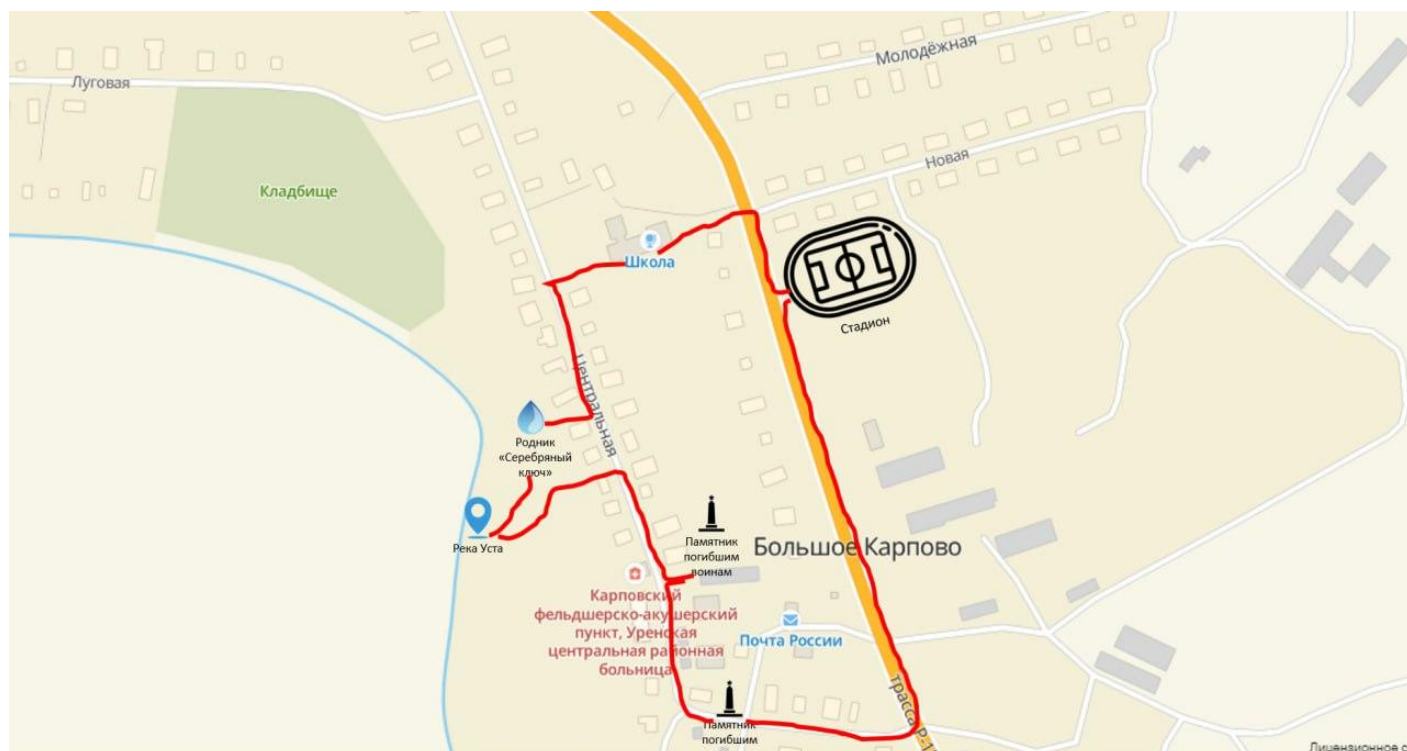 Молодёжная
Луговая
Новая
Кладбище
Школа
Стадион
Центральная
Родник
«Серебряный
ключ»
Река Уста
Памятник
погибшим
воинам
Большое Карпово
Карповский
фельдшерско-акушерский
пункт, Уренская
центральная районная
больница
Почта России
трасса Р-1
Памятник
погибшим
Лицензионное с